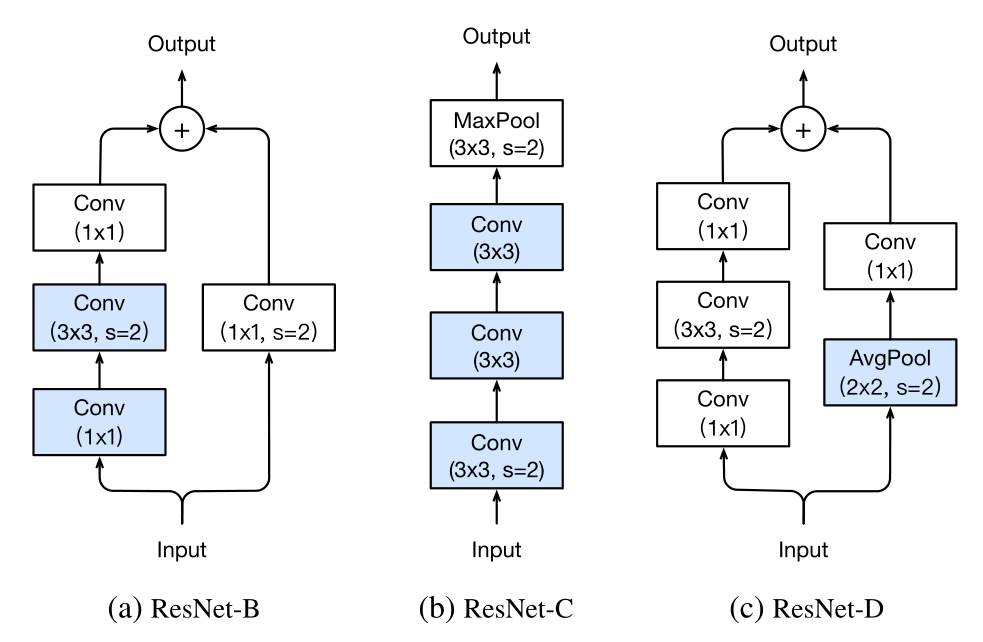 Output
+
Conv
(1x1)
Conv
(3x3, s=2)
Conv
(1x1)
Conv
(1x1, s=2)
Input
(a) ResNet-B
Output
MaxPool
(3x3, s=2)
Conv
(3x3)
Conv
(3x3)
Conv
(3x3, s=2)
Input
(b) ResNet-C
Output
+
Conv
(1x1)
Conv
(3x3, s=2)
Conv
(1x1)
Conv
(1x1)
AvgPool
(2x2, s=2)
Input
(c) ResNet-D